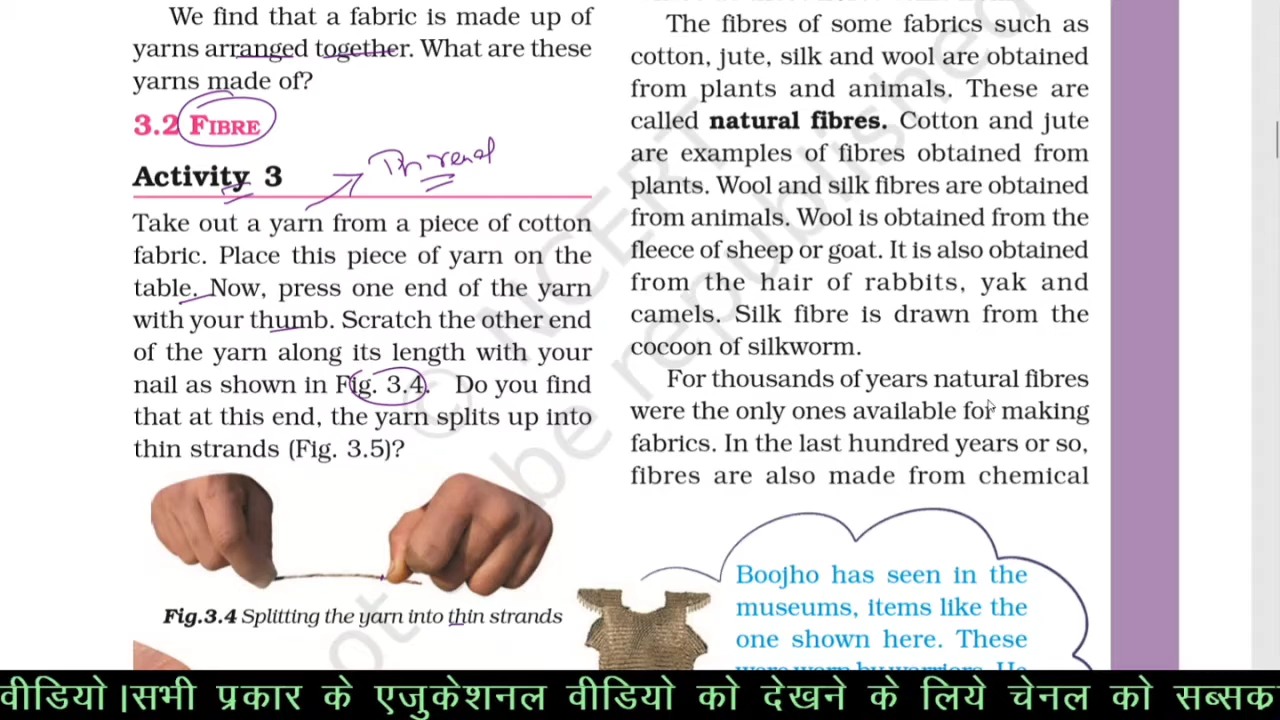 We find that a fabric is made up of
yarns arranged together. What are these
yarns made of?
3.2 FIBRE
Activity 3
Take out a yarn from a piece of cotton
fabric. Place this piece of yarn on the
table. Now, press one end of the yarn
with your thumb. Scratch the other end
of the yarn along its length with your
nail as shown in Fig. 3.4. Do you find
that at this end, the yarn splits up into
thin strands (Fig. 3.5)?
Fig.3.4 Splitting the yarn into thin strands
The fibres of some fabrics such as
cotton, jute, silk and wool are obtained
from plants and animals. These are
called natural fibres. Cotton and jute
are examples of fibres obtained from
plants. Wool and silk fibres are obtained
from animals. Wool is obtained from the
fleece of sheep or goat. It is also obtained
from the hair of rabbits, yak and
camels. Silk fibre is drawn from the
cocoon of silkworm.
For thousands of years natural fibres
were the only ones available for making
fabrics. In the last hundred years or so,
fibres are also made from chemical
Boojho has seen in the
museums, items like the
one shown here. These
were worn by warriors. He
© NCERT
not be republished
वीडियो |सभी प्रकार के एजुकेशनल वीडियो को देखने के लिये चेनल को सब्सक